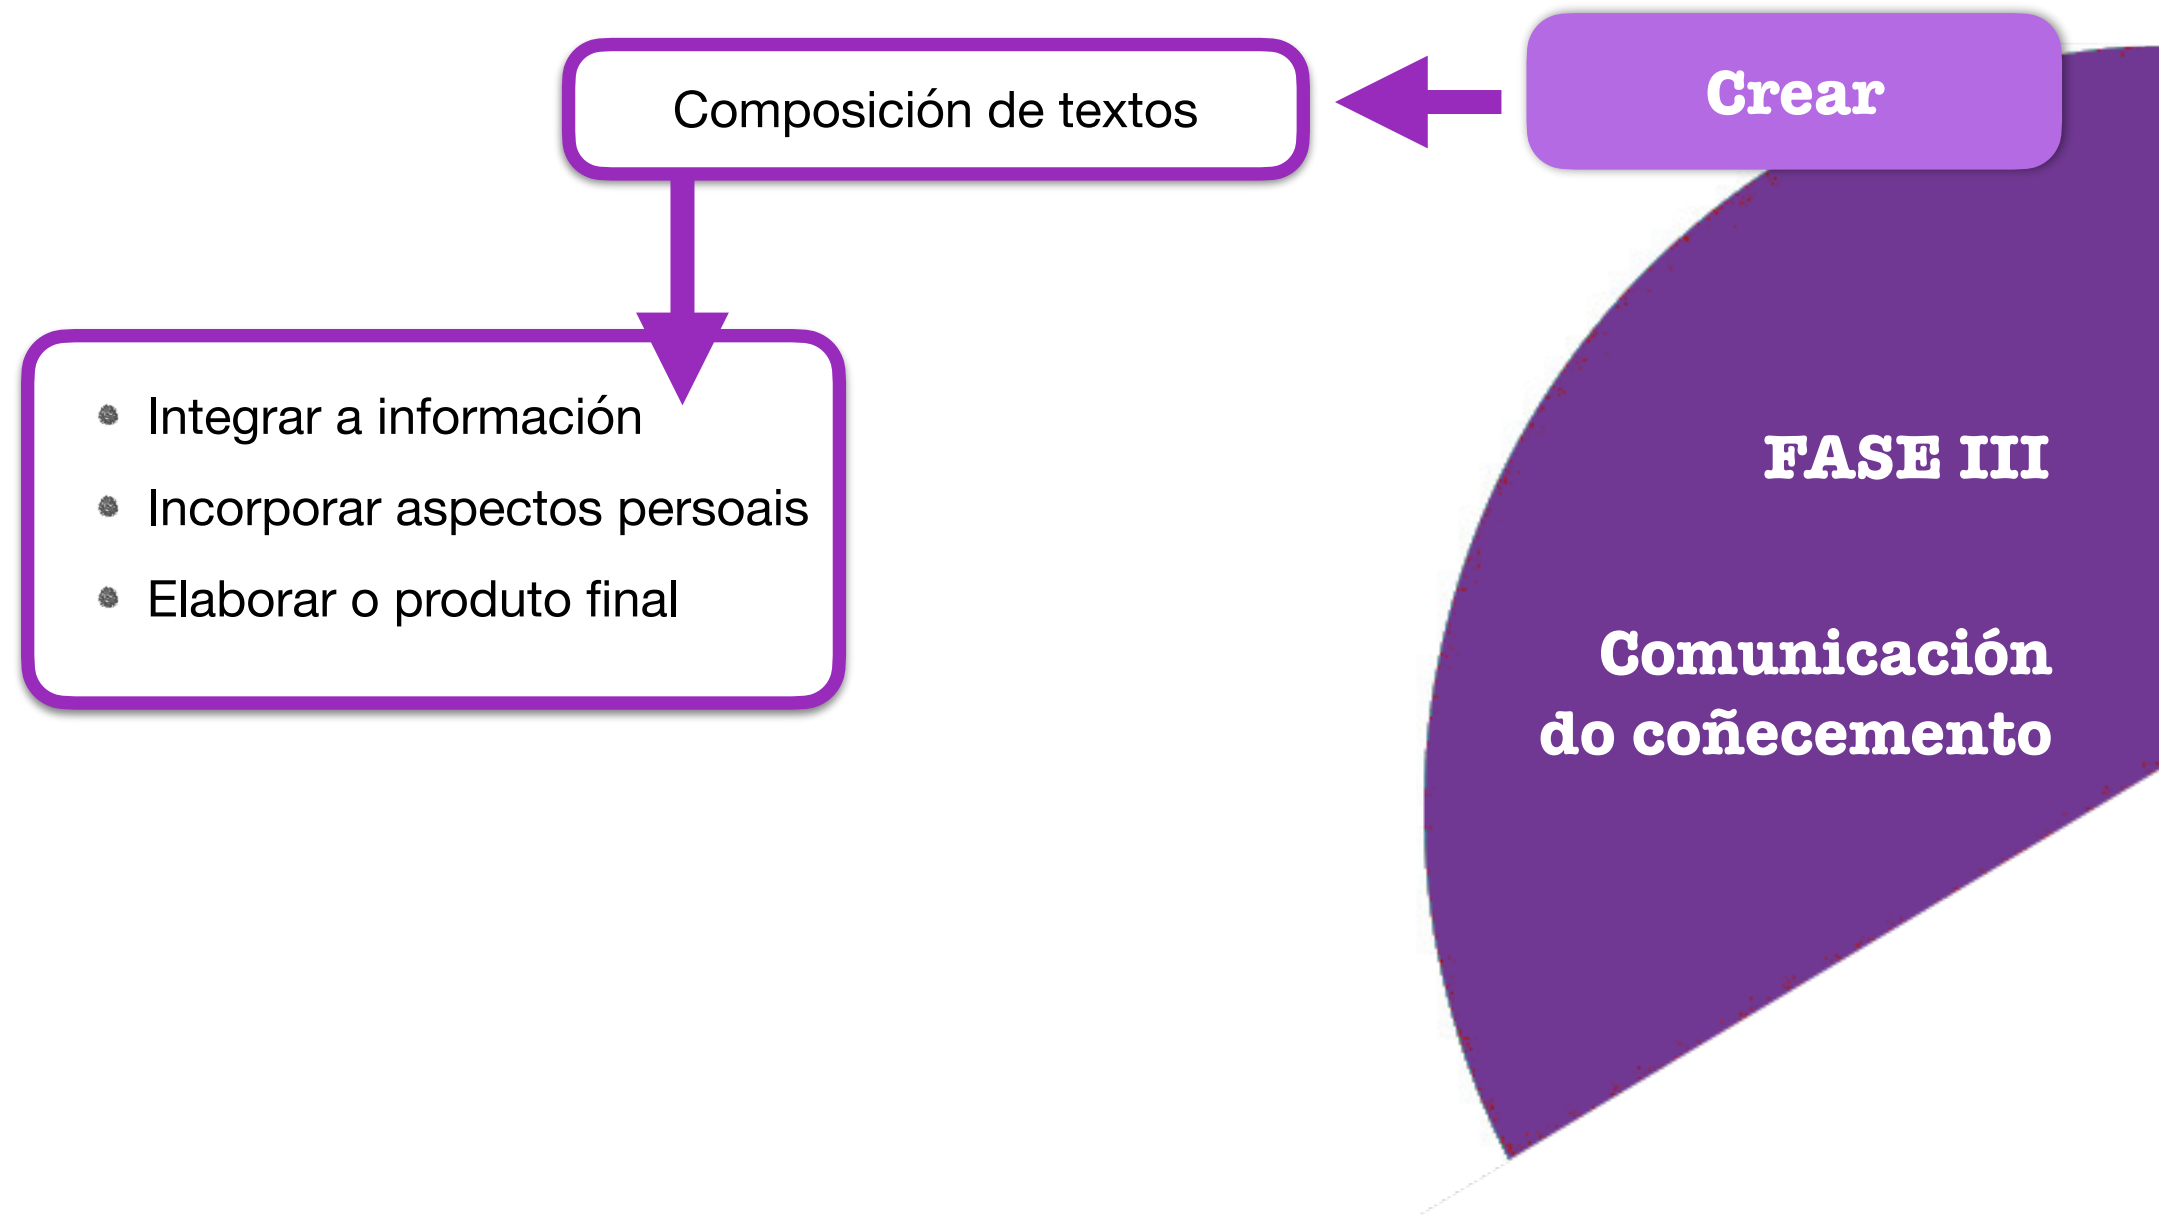 Composición de textos
Crear
Integrar a información
Incorporar aspectos persoais
Elaborar o produto final
FASE III
Comunicación
do coñecemento